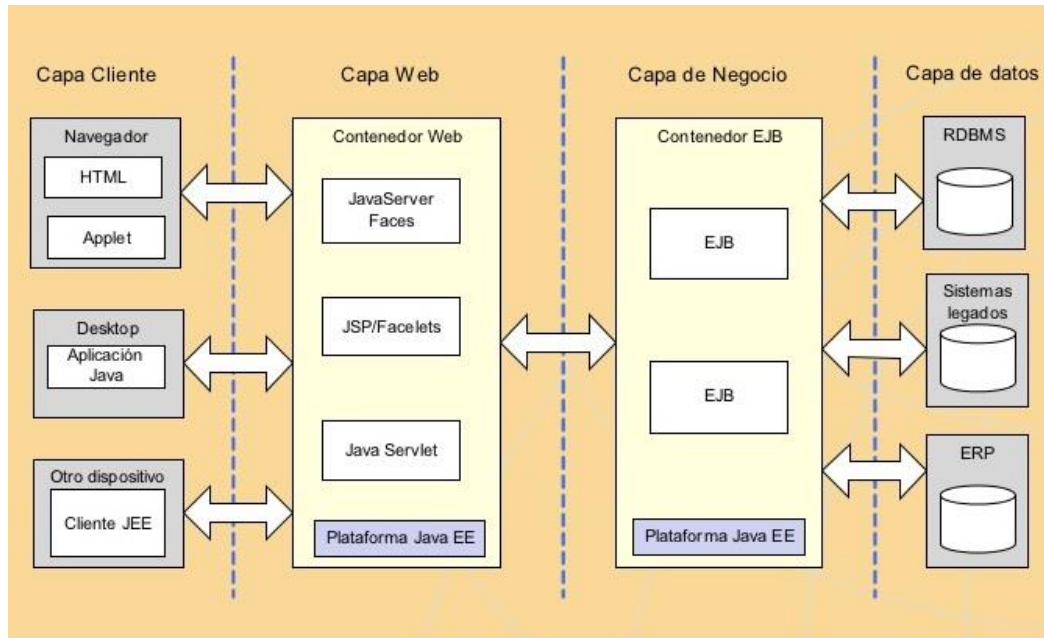 Capa Cliente
Capa Web
Capa de Negocio
Capa de datos
Navegador
HTML
Applet
Desktop
Aplicación
Java
Otro dispositivo
Cliente JEE
Contenedor Web
JavaServer
Faces
JSP/Facelets
Java Servlet
Plataforma Java EE
Contenedor EJB
EJB
EJB
Plataforma Java EE
RDBMS
Sistemas
legados
ERP